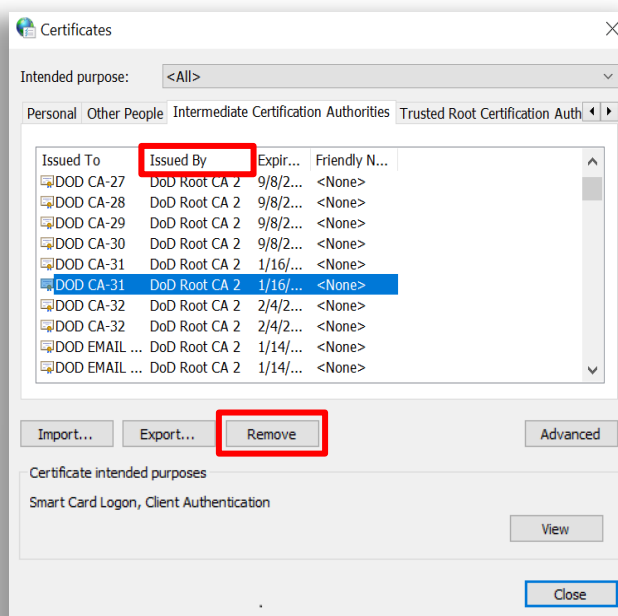 Certificates
Intended purpose: <All>
Personal Other People Intermediate Certification Authorities Trusted Root Certification Auth
Issued To Issued By Expir... Friendly N...
DOD CA-27 DoD Root CA 2 9/8/2... <None>
DOD CA-28 DoD Root CA 2 9/8/2... <None>
DOD CA-29 DoD Root CA 2 9/8/2... <None>
DOD CA-30 DoD Root CA 2 9/8/2... <None>
DOD CA-31 DoD Root CA 2 1/16/... <None>
DOD CA-31 DoD Root CA 2 1/16/... <None>
DOD CA-32 DoD Root CA 2 2/4/2... <None>
DOD CA-32 DoD Root CA 2 2/4/2... <None>
DOD EMAIL ... DoD Root CA 2 1/14/... <None>
DOD EMAIL ... DoD Root CA 2 1/14/... <None>
Import... Export... Remove Advanced
Certificate intended purposes
Smart Card Logon, Client Authentication
View
Close